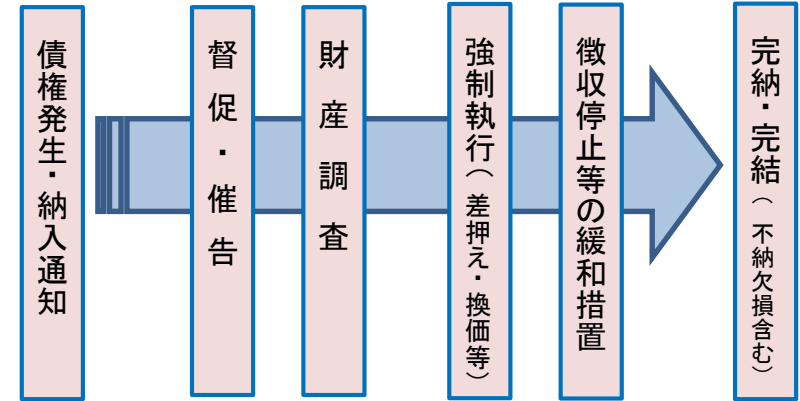 債権発生・納入通知
督促・催告
財産調査
強制執行（差押え・換価等）
徴収停止等の緩和措置
完納・完結（不納欠損含む）